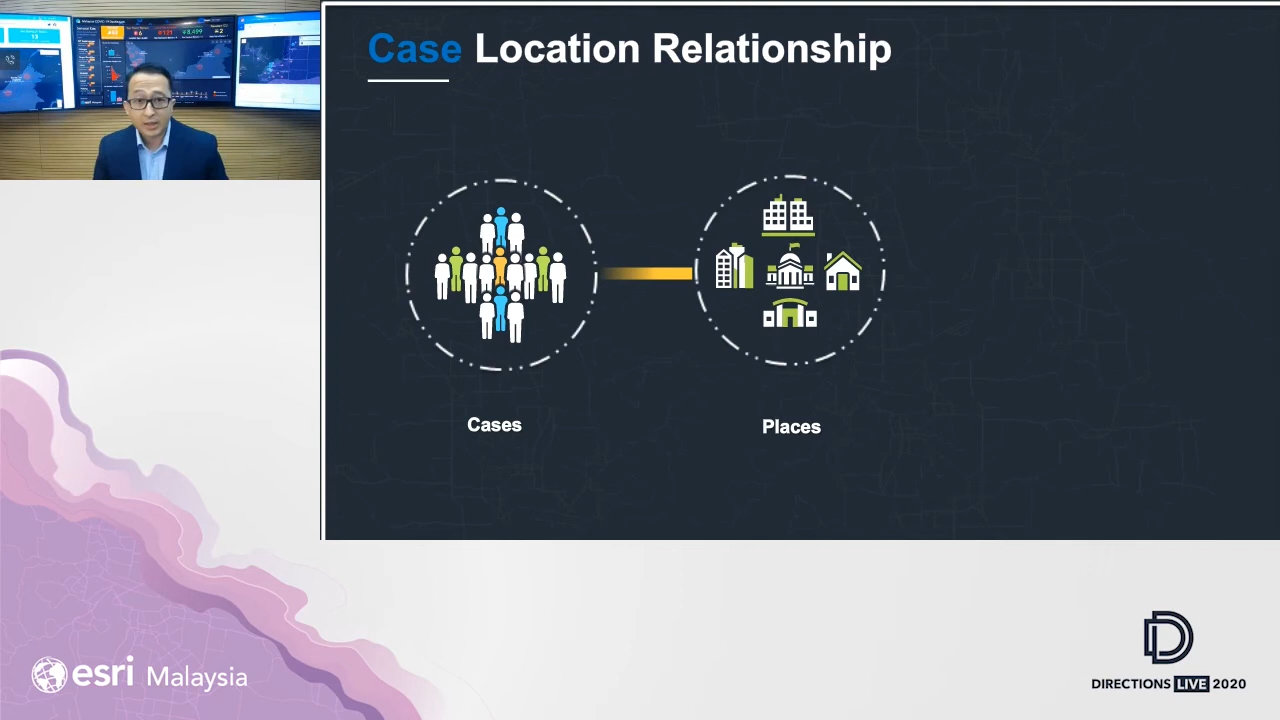 Case Location Relationship
Cases
Places
esri Malaysia
DIRECTIONS LIVE 2020